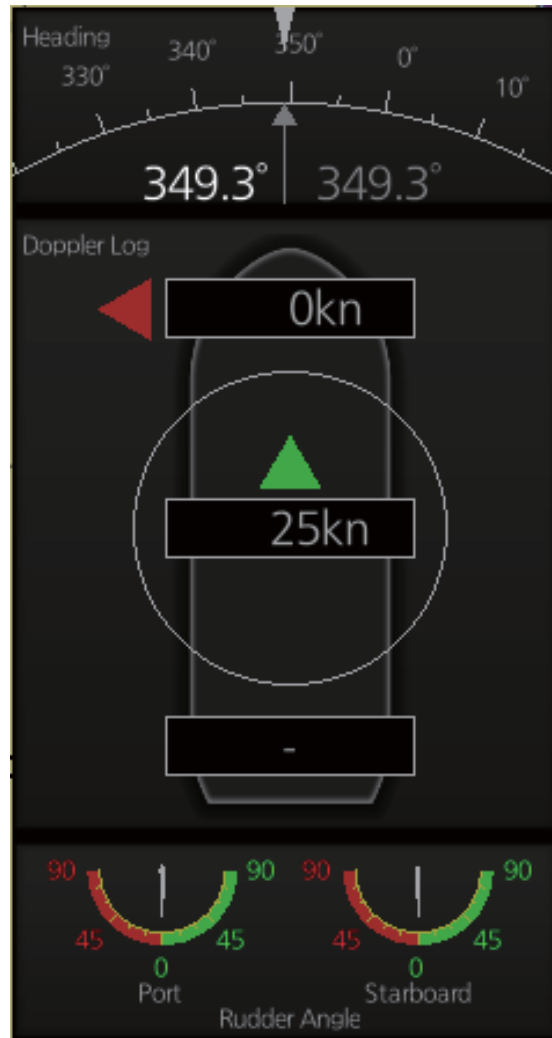 Heading
330° 340° 350° 0° 10°
349.3° 349.3°
Doppler Log
0kn
25kn
-
90 90 90 90
45 45 45 45
0 0
Port Starboard
Rudder Angle